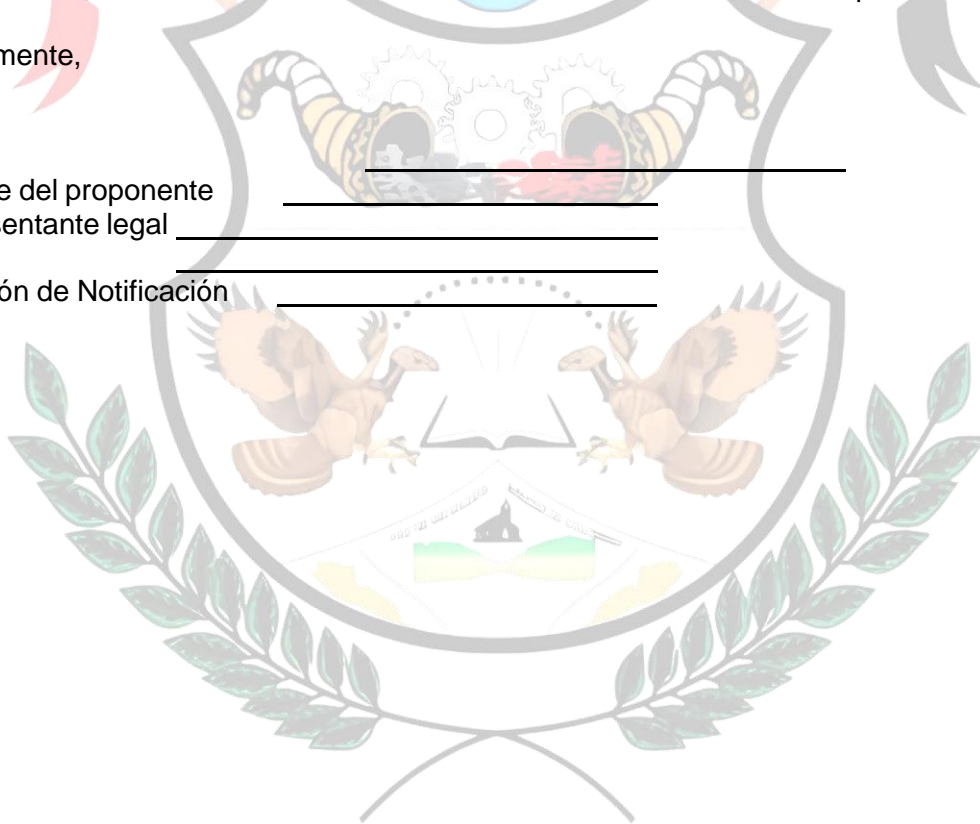 mente,
e del proponente
entante legal
ón de Notificación